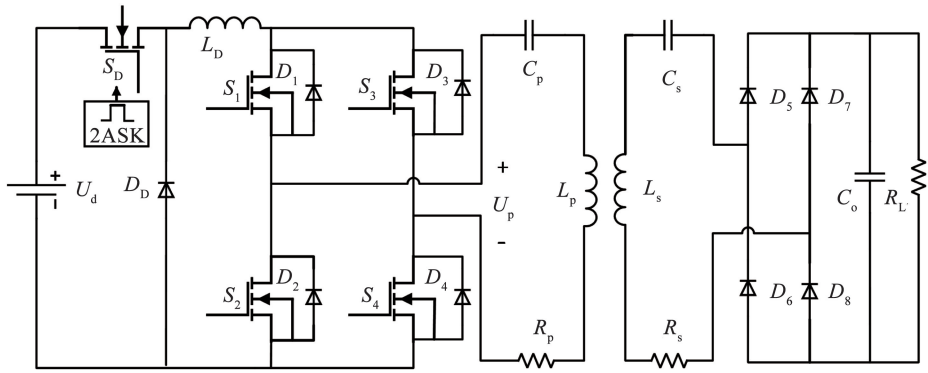 S_D
L_D
2ASK
U_d
D_D
S_1
D_1
S_3
D_3
S_2
D_2
S_4
D_4
C_p
+
U_p
-
L_p
R_p
C_s
L_s
R_s
D_5
D_7
D_6
D_8
C_o
R_L